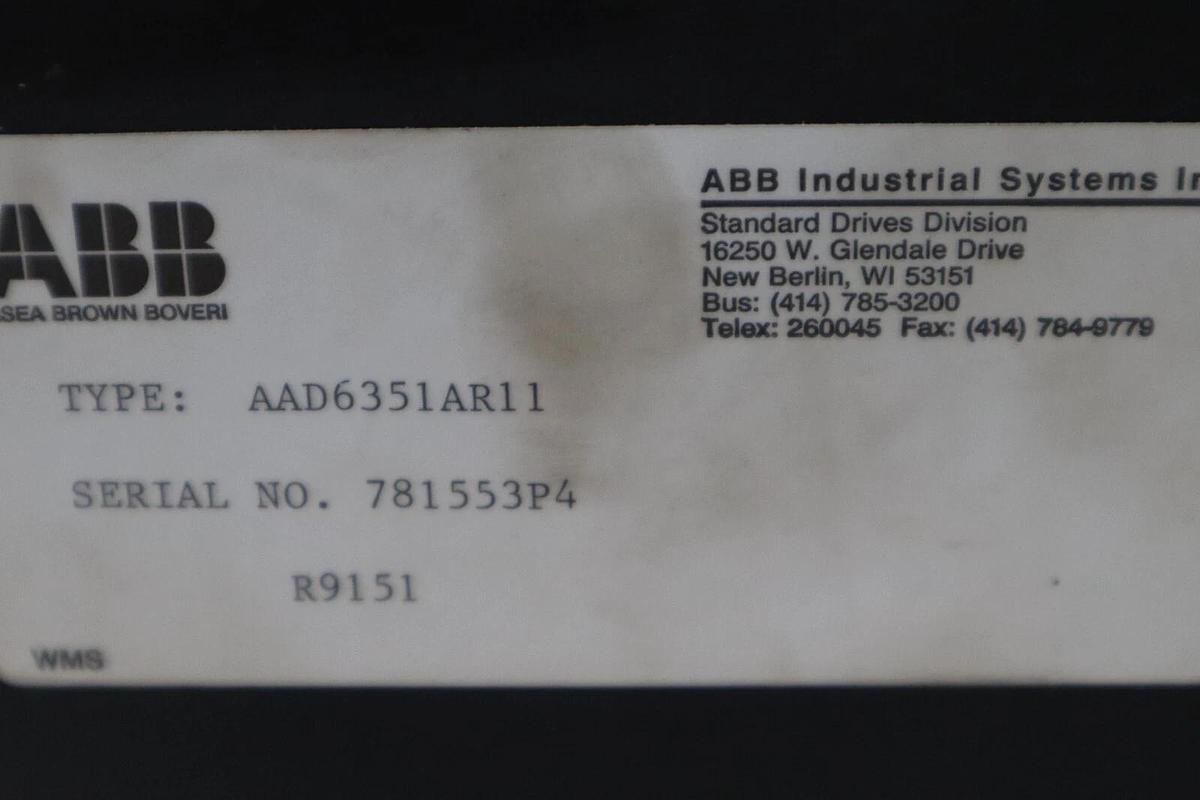 ABB
ASEA BROWN BOVERI
ABB Industrial Systems In
Standard Drives Division
16250 W. Glendale Drive
New Berlin, WI 53151
Bus: (414) 785-3200
Telex: 260045 Fax: (414) 784-9779
TYPE: AAD6351AR11
SERIAL NO. 781553P4
R9151
WMS